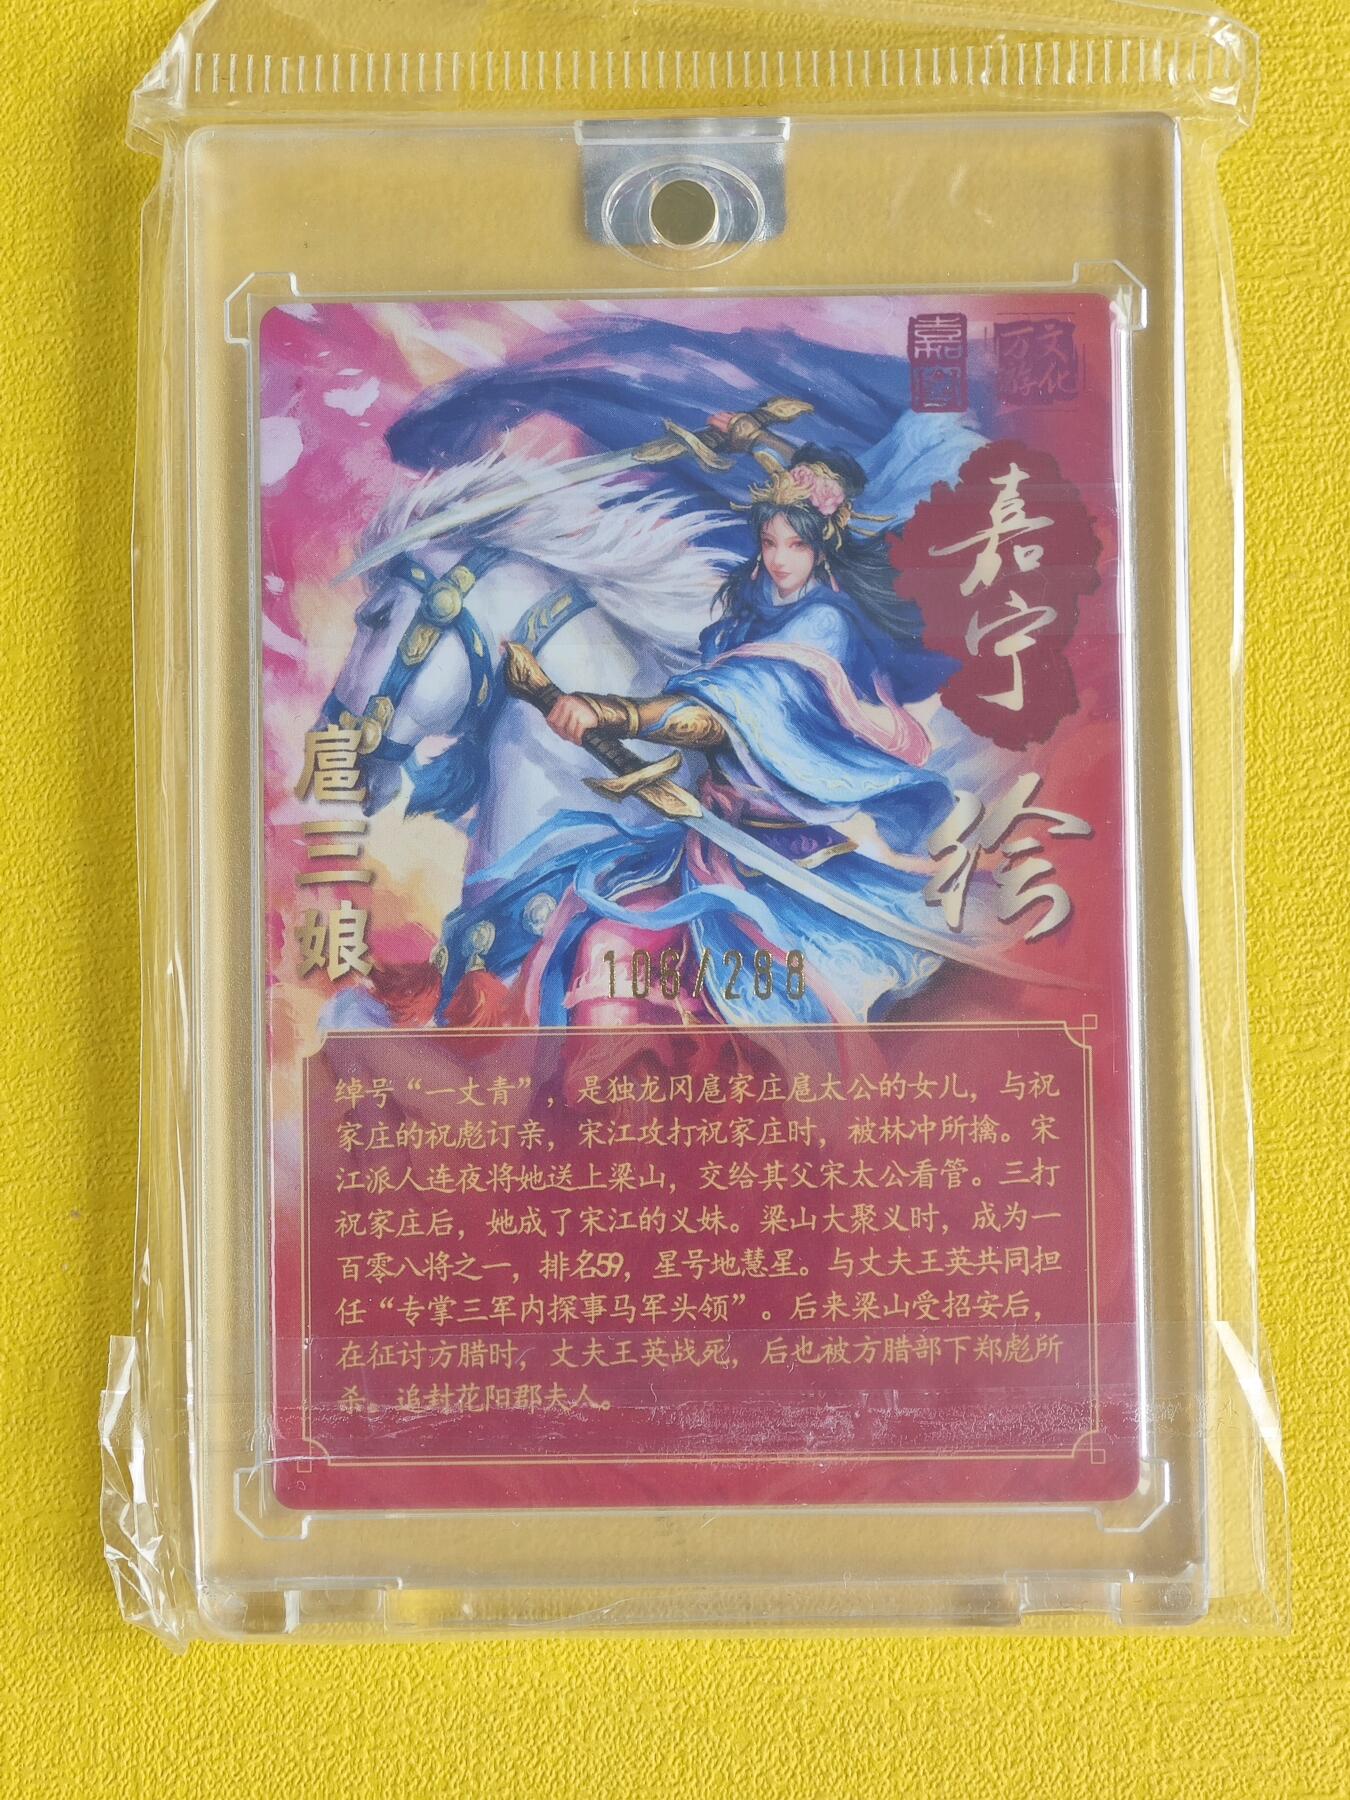 嘉宁
万游文化
嘉宁
绘
扈三娘
106/288
绰号“一丈青”，是独龙冈扈家庄扈太公的女儿，与祝
家庄的祝彪订亲，宋江攻打祝家庄时，被林冲所擒。宋
江派人连夜将她送上梁山，交给其父宋太公看管。三打
祝家庄后，她成了宋江的义妹。梁山大聚义时，成为一
百零八将之一，排名59，星号地慧星。与丈夫王英共同担
任“专掌三军内探事马军头领”。后来梁山受招安后，
在征讨方腊时，丈夫王英战死，后也被方腊部下郑彪所
杀。追封花阳郡夫人。